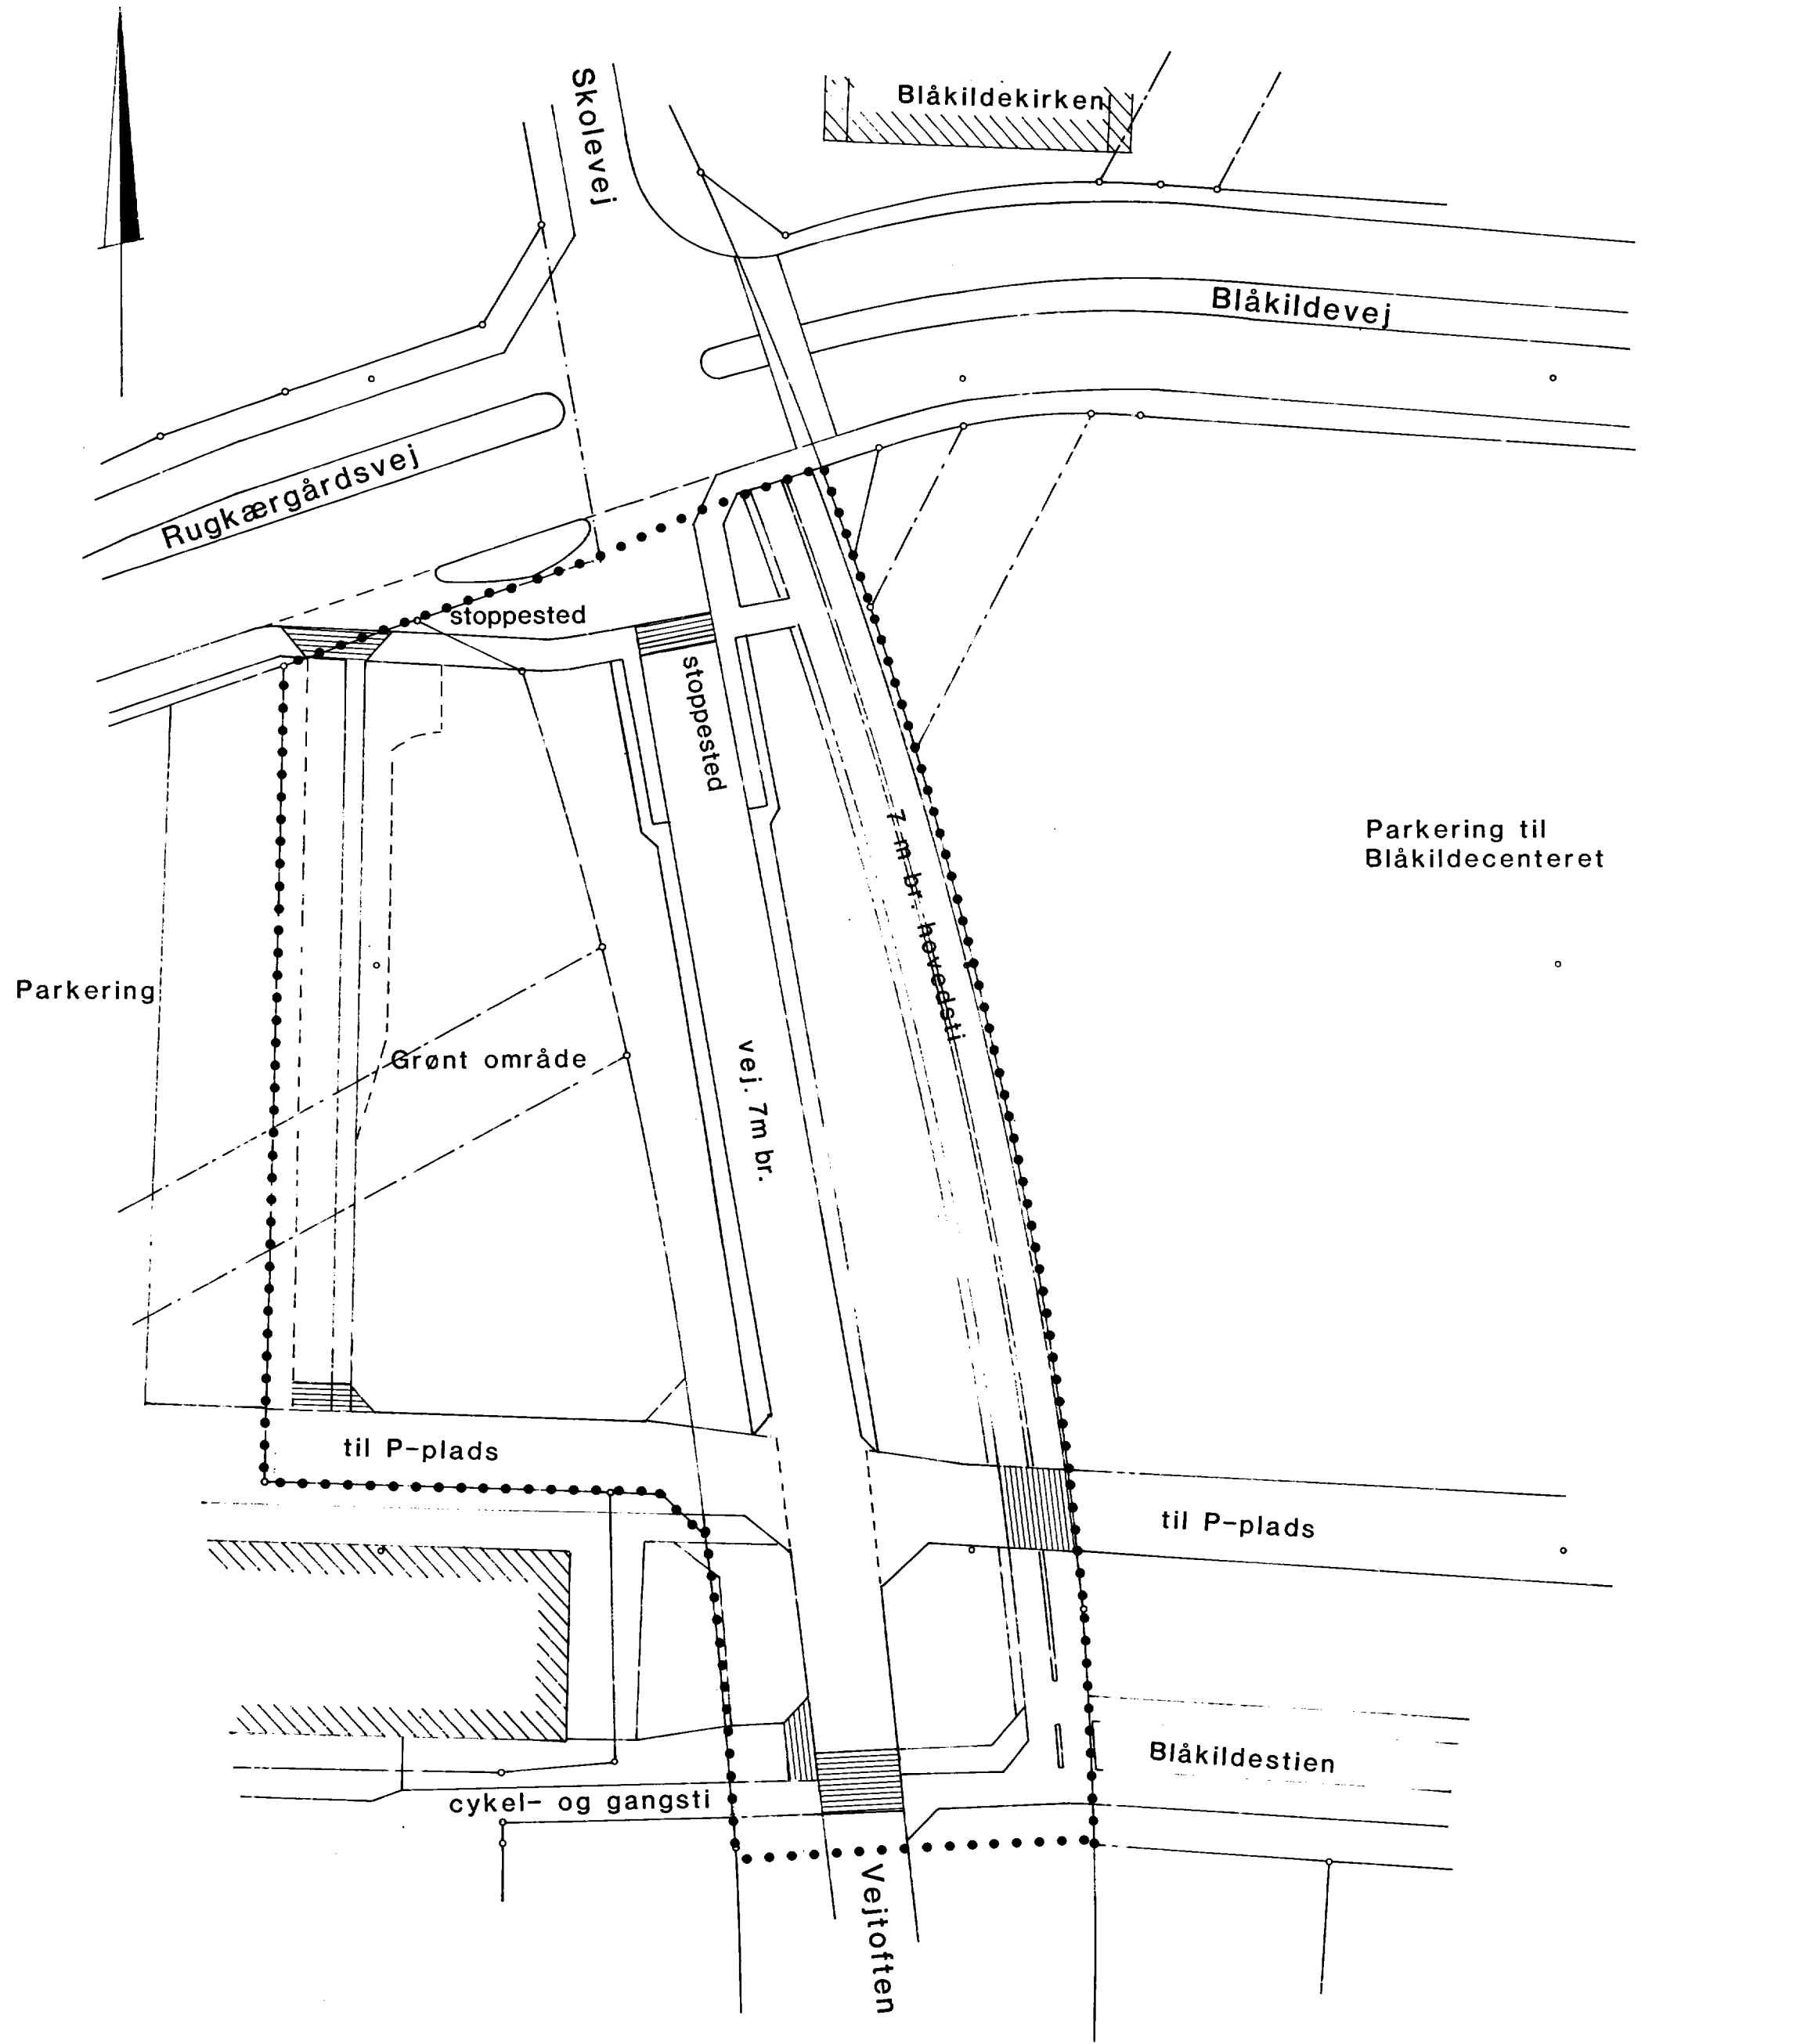 Skolevej
Blåkildekirken
Blåkildevej
Rugkærgårdsvej
stoppested
stoppested
7 m br. hovedsti
Parkering til
Blåkildecenteret
Parkering
Grønt område
vej. 7m br.
til P-plads
til P-plads
Blåkildestien
cykel- og gangsti
Vejtoften